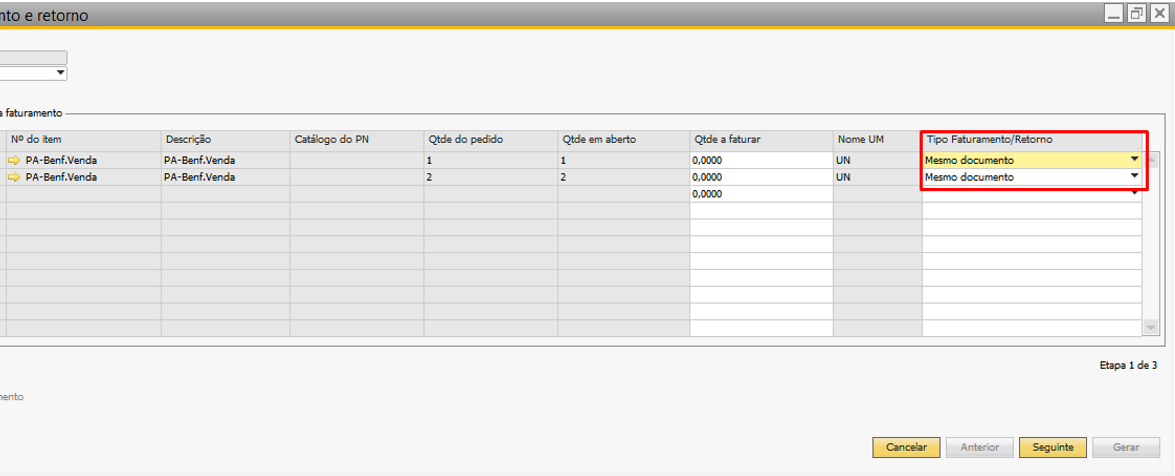 nto e retorno
a faturamento
Nº do item Descrição Catálogo do PN Qtde do pedido Qtde em aberto Qtde a faturar Nome UM Tipo Faturamento/Retorno
PA-Benf.Venda PA-Benf.Venda 1 1 0,0000 UN Mesmo documento
PA-Benf.Venda PA-Benf.Venda 2 2 0,0000 UN Mesmo documento
0,0000
Etapa 1 de 3
mento
Cancelar Anterior Seguinte Gerar